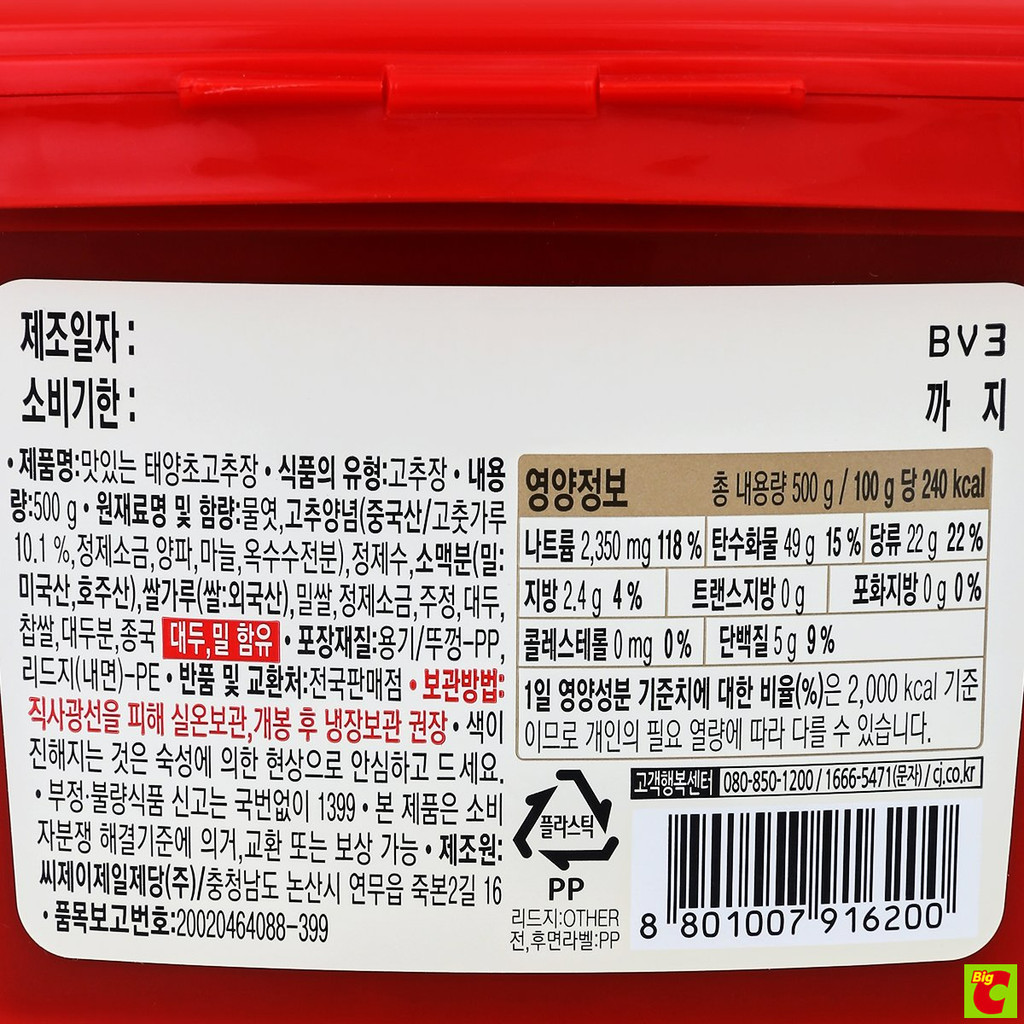 제조일자 :
소비기한 :
BV3
까 지
• 제품명:맛있는 태양초고추장 • 식품의 유형:고추장 • 내용
량:500 g • 원재료명 및 함량:물엿,고추양념(중국산/고춧가루
10.1 %,정제소금,양파,마늘,옥수수전분),정제수,소맥분(밀:
미국산,호주산),쌀가루(쌀:외국산),밀쌀,정제소금,주정,대두,
찹쌀,대두분,종국 대두,밀 함유 • 포장재질:용기/뚜껑-PP,
리드지(내면)-PE • 반품 및 교환처:전국판매점 • 보관방법:
직사광선을 피해 실온보관,개봉 후 냉장보관 권장 • 색이
진해지는 것은 숙성에 의한 현상으로 안심하고 드세요.
• 부정·불량식품 신고는 국번없이 1399 • 본 제품은 소비
자분쟁 해결기준에 의거,교환 또는 보상 가능 • 제조원:
씨제이제일제당(주)/충청남도 논산시 연무읍 죽본2길 16
• 품목보고번호:20020464088-399
영양정보 총 내용량 500 g / 100 g 당 240 kcal
나트륨 2,350 mg 118 % 탄수화물 49 g 15 % 당류 22 g 22 %
지방 2.4 g 4 % 트랜스지방 0 g 포화지방 0 g 0 %
콜레스테롤 0 mg 0 % 단백질 5 g 9 %
1일 영양성분 기준치에 대한 비율(%)은 2,000 kcal 기준
이므로 개인의 필요 열량에 따라 다를 수 있습니다.
고객행복센터 080-850-1200 / 1666-5471(문자) / cj.co.kr
플라스틱
PP
리드지:OTHER
전,후면라벨:PP
8 801007 916200
Big C